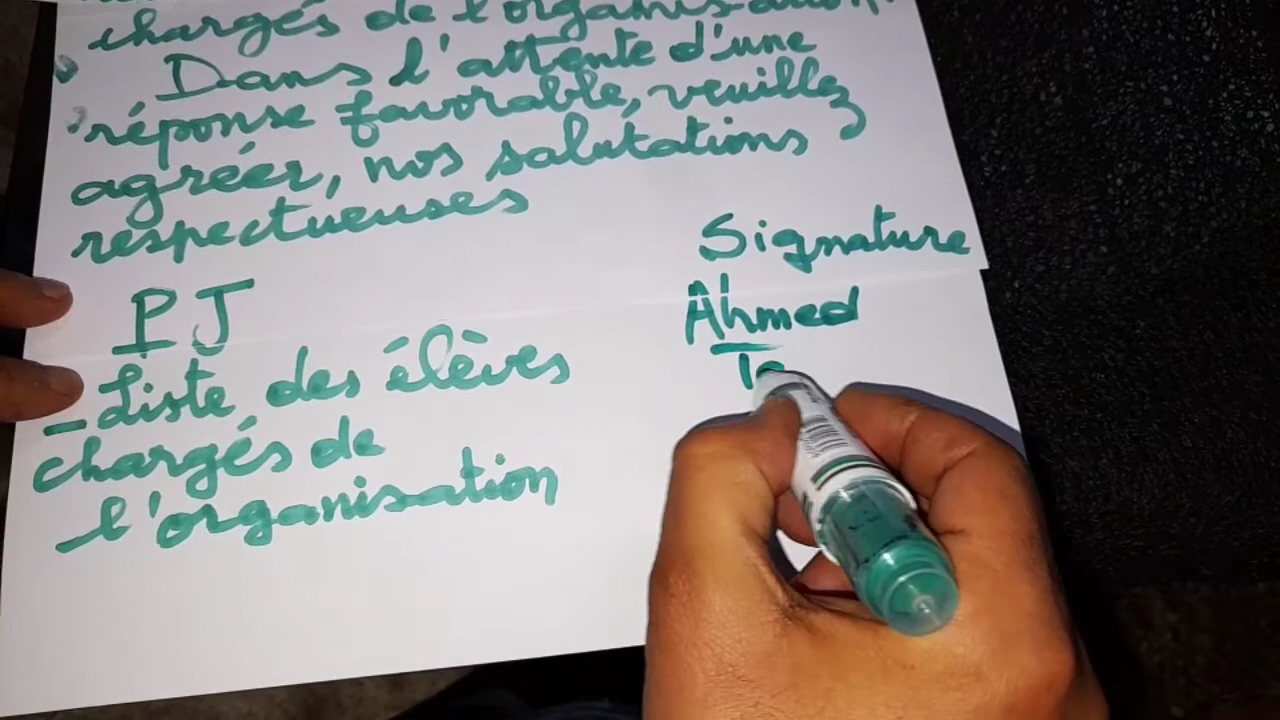 chargés de l'organisation.
Dans l'attente d'une
réponse favorable, veuillez
agréer, nos salutations
respectueuses
Signature
Ahmed
PJ
- Liste des élèves
chargés de
l'organisation